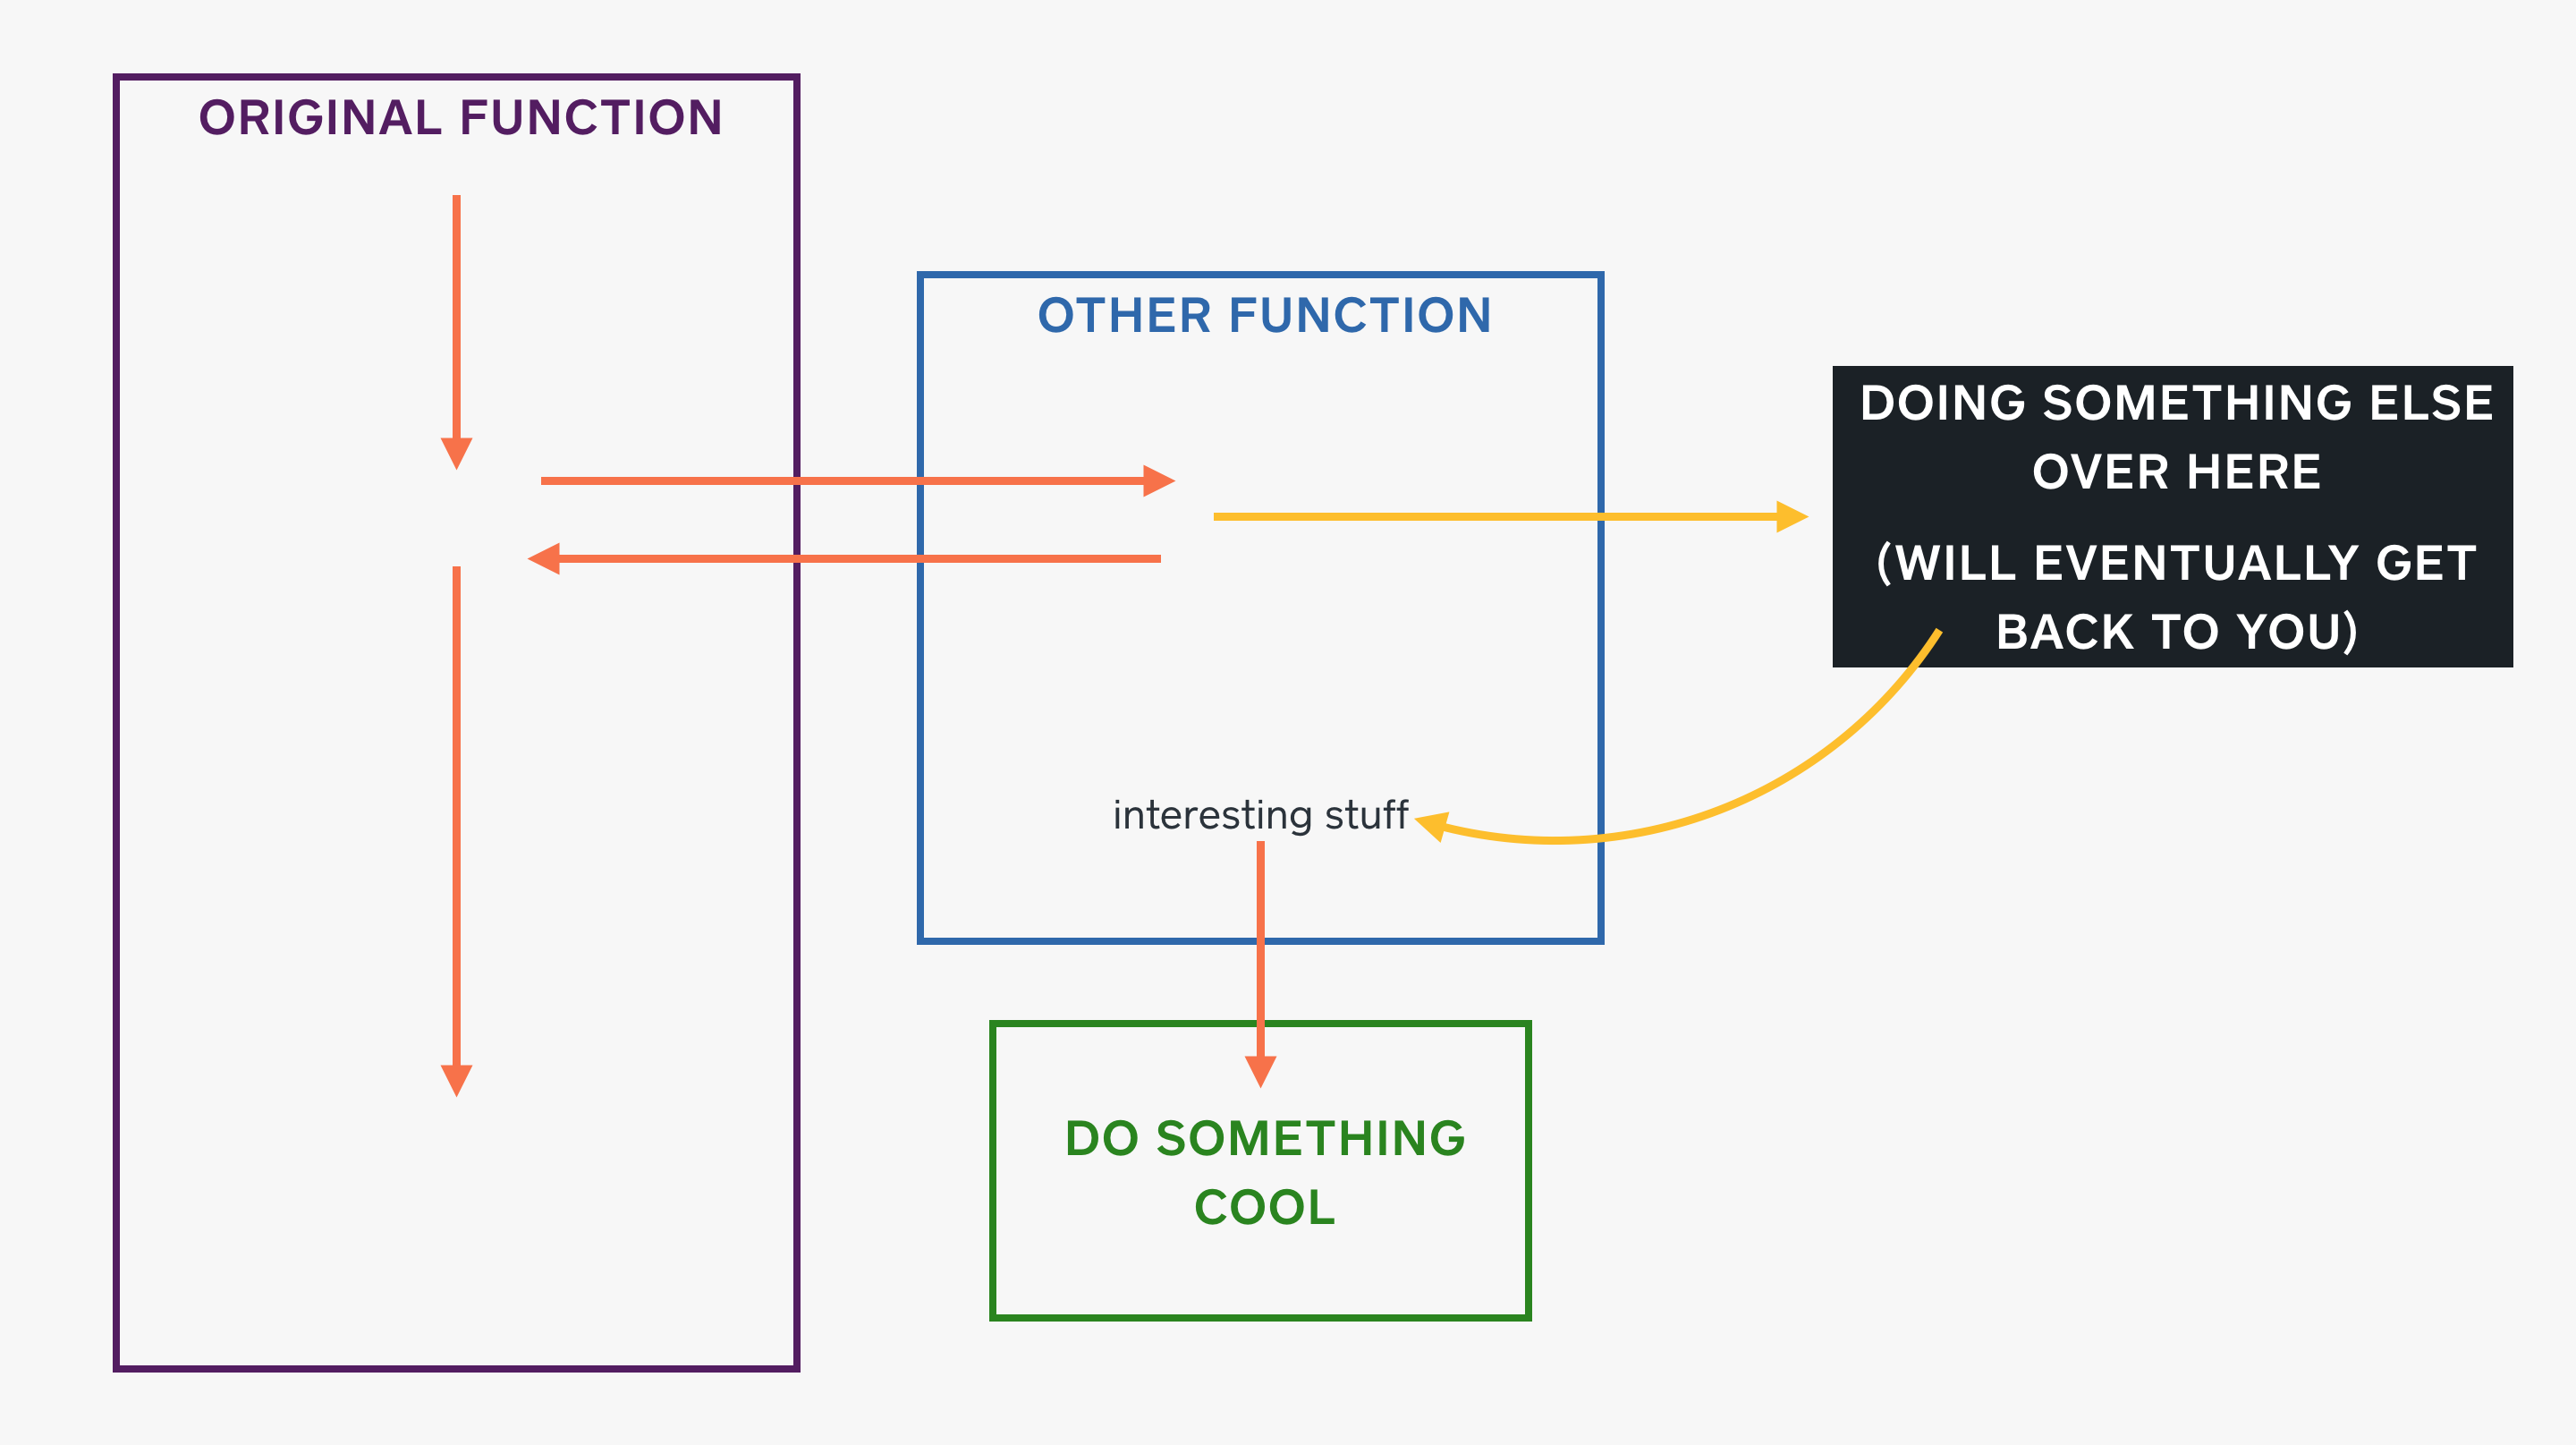 ORIGINAL FUNCTION
OTHER FUNCTION
DOING SOMETHING ELSE
OVER HERE
(WILL EVENTUALLY GET
BACK TO YOU)
interesting stuff
DO SOMETHING
COOL